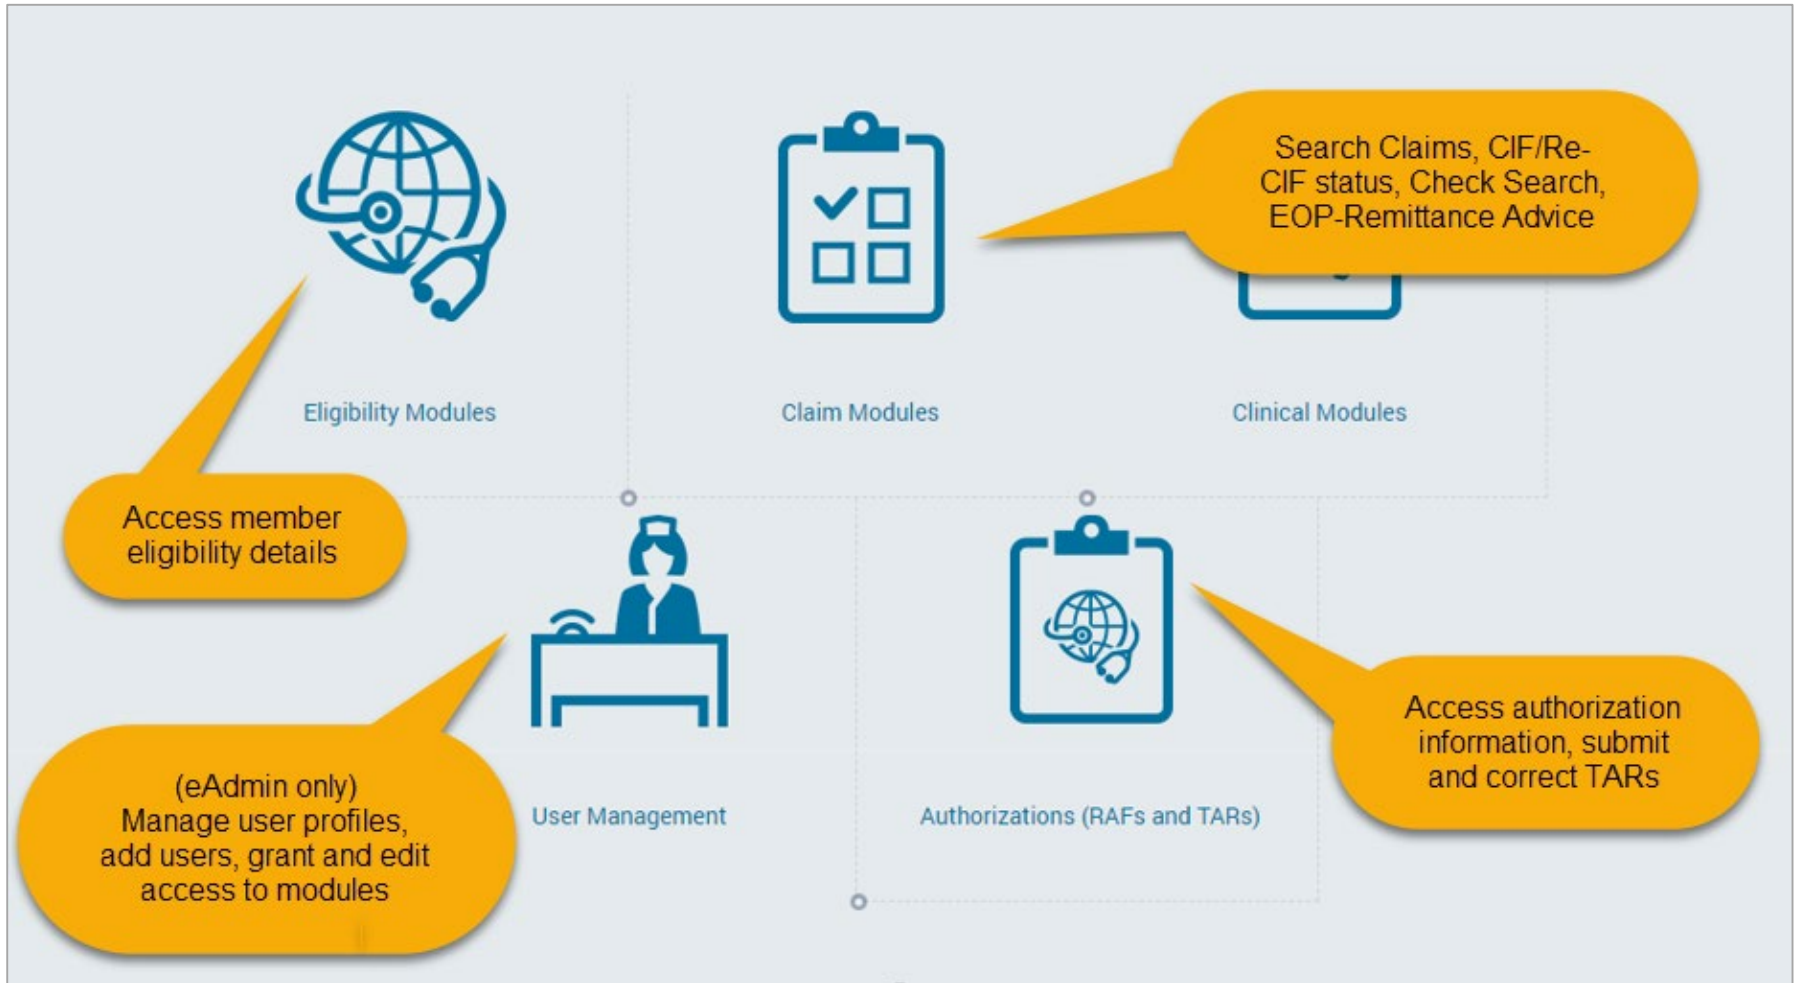 Search Claims, CIF/Re-
CIF status, Check Search,
EOP-Remittance Advice
Eligibility Modules
Claim Modules
Clinical Modules
Access member
eligibility details
(eAdmin only)
Manage user profiles,
add users, grant and edit
access to modules
User Management
Authorizations (RAFs and TARs)
Access authorization
information, submit
and correct TARs